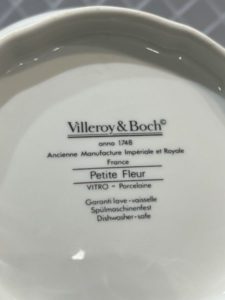 Villeroy & Boch©
anno 1748
Ancienne Manufacture Impériale et Royale
France
Petite Fleur
VITRO - Porcelaine
Garanti lave-vaisselle
Spülmaschinenfest
Dishwasher-safe